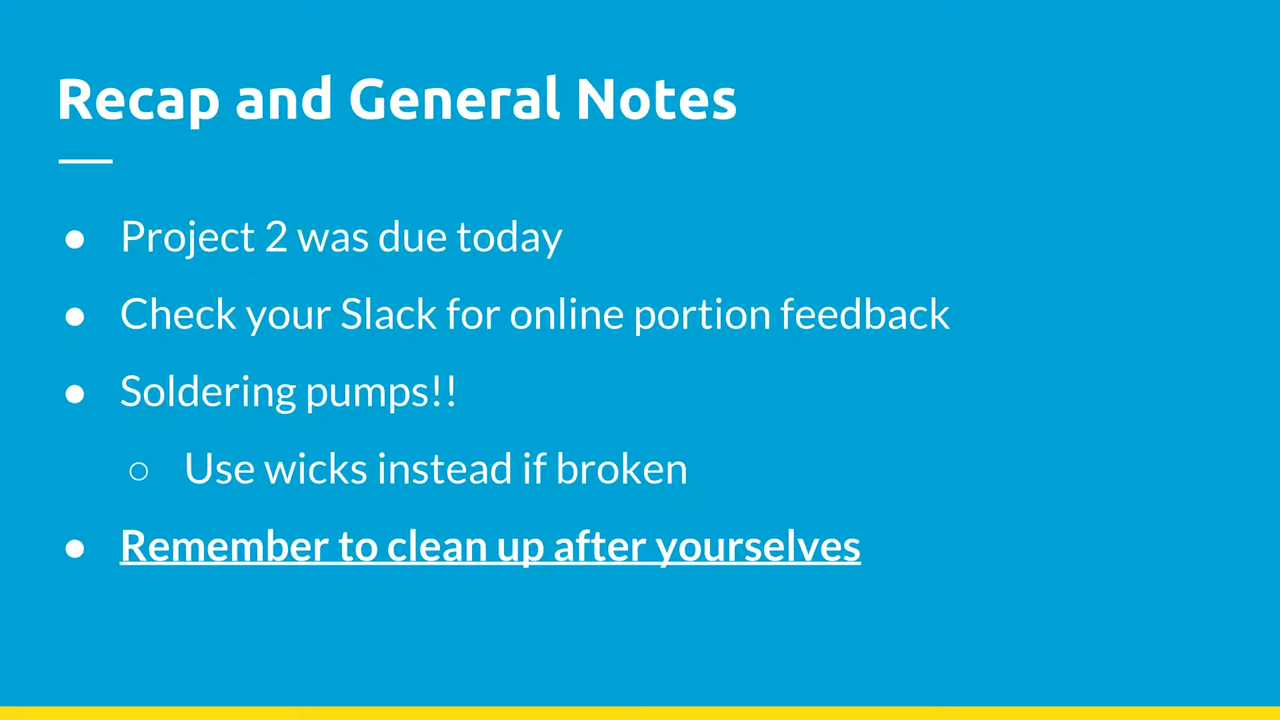 Recap and General Notes
● Project 2 was due today
● Check your Slack for online portion feedback
● Soldering pumps!!
○ Use wicks instead if broken
● Remember to clean up after yourselves